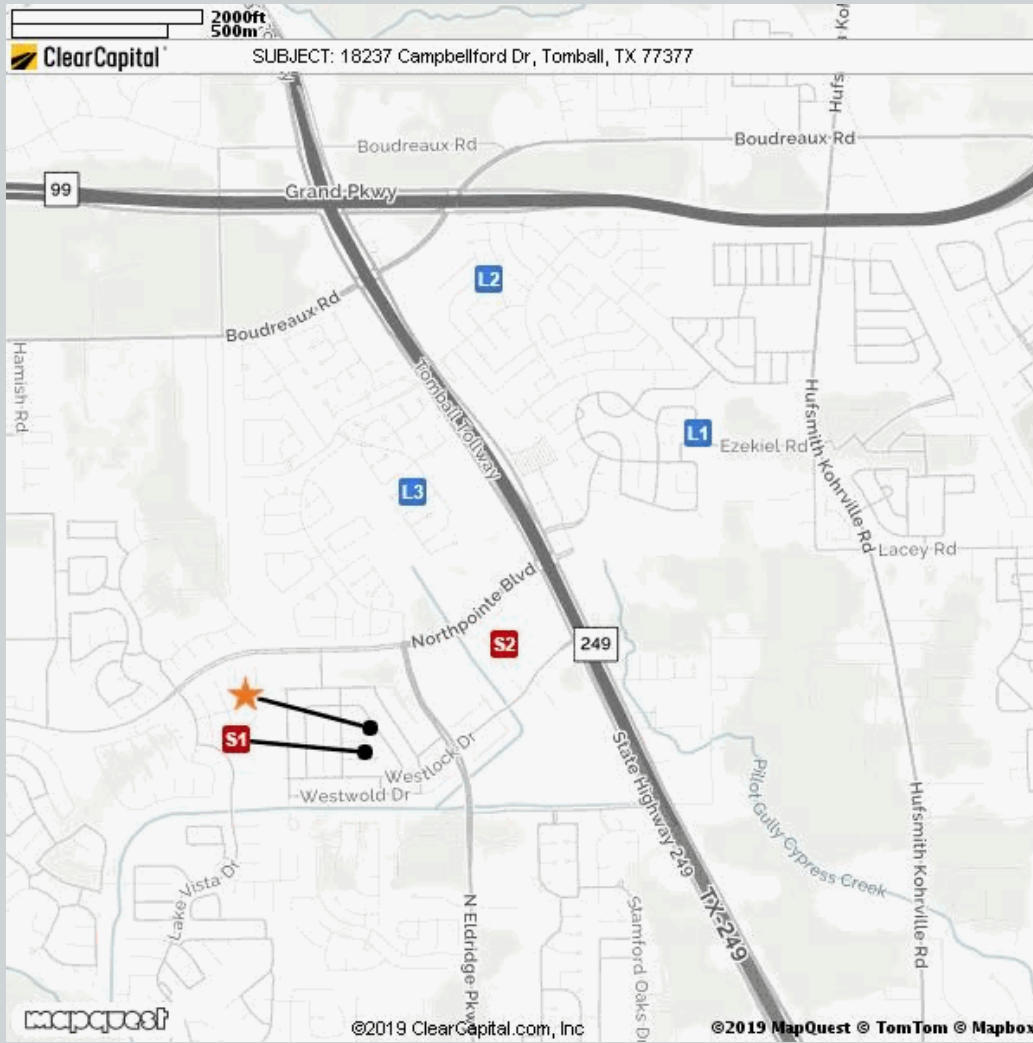 2000ft
500m
ClearCapital
SUBJECT: 18237 Campbellford Dr, Tomball, TX 77377
Boudreaux Rd
Boudreaux Rd
99
Grand Pkwy
L2
Boudreaux Rd
Hamish Rd
Tomball Tollway
L1
Ezekiel Rd
Hufsmith Kohrville Rd
L3
Lacey Rd
Northpointe Blvd
S2
249
S1
Westlock Dr
Westwold Dr
State Highway 249
Pillot Gully Cypress Creek
Hufsmith Kohrville Rd
Lake Vista Dr
TX-249
N Eldridge Pkwy
Stamford Oaks Dr
mapquest
©2019 ClearCapital.com, Inc
©2019 MapQuest © TomTom © Mapbox